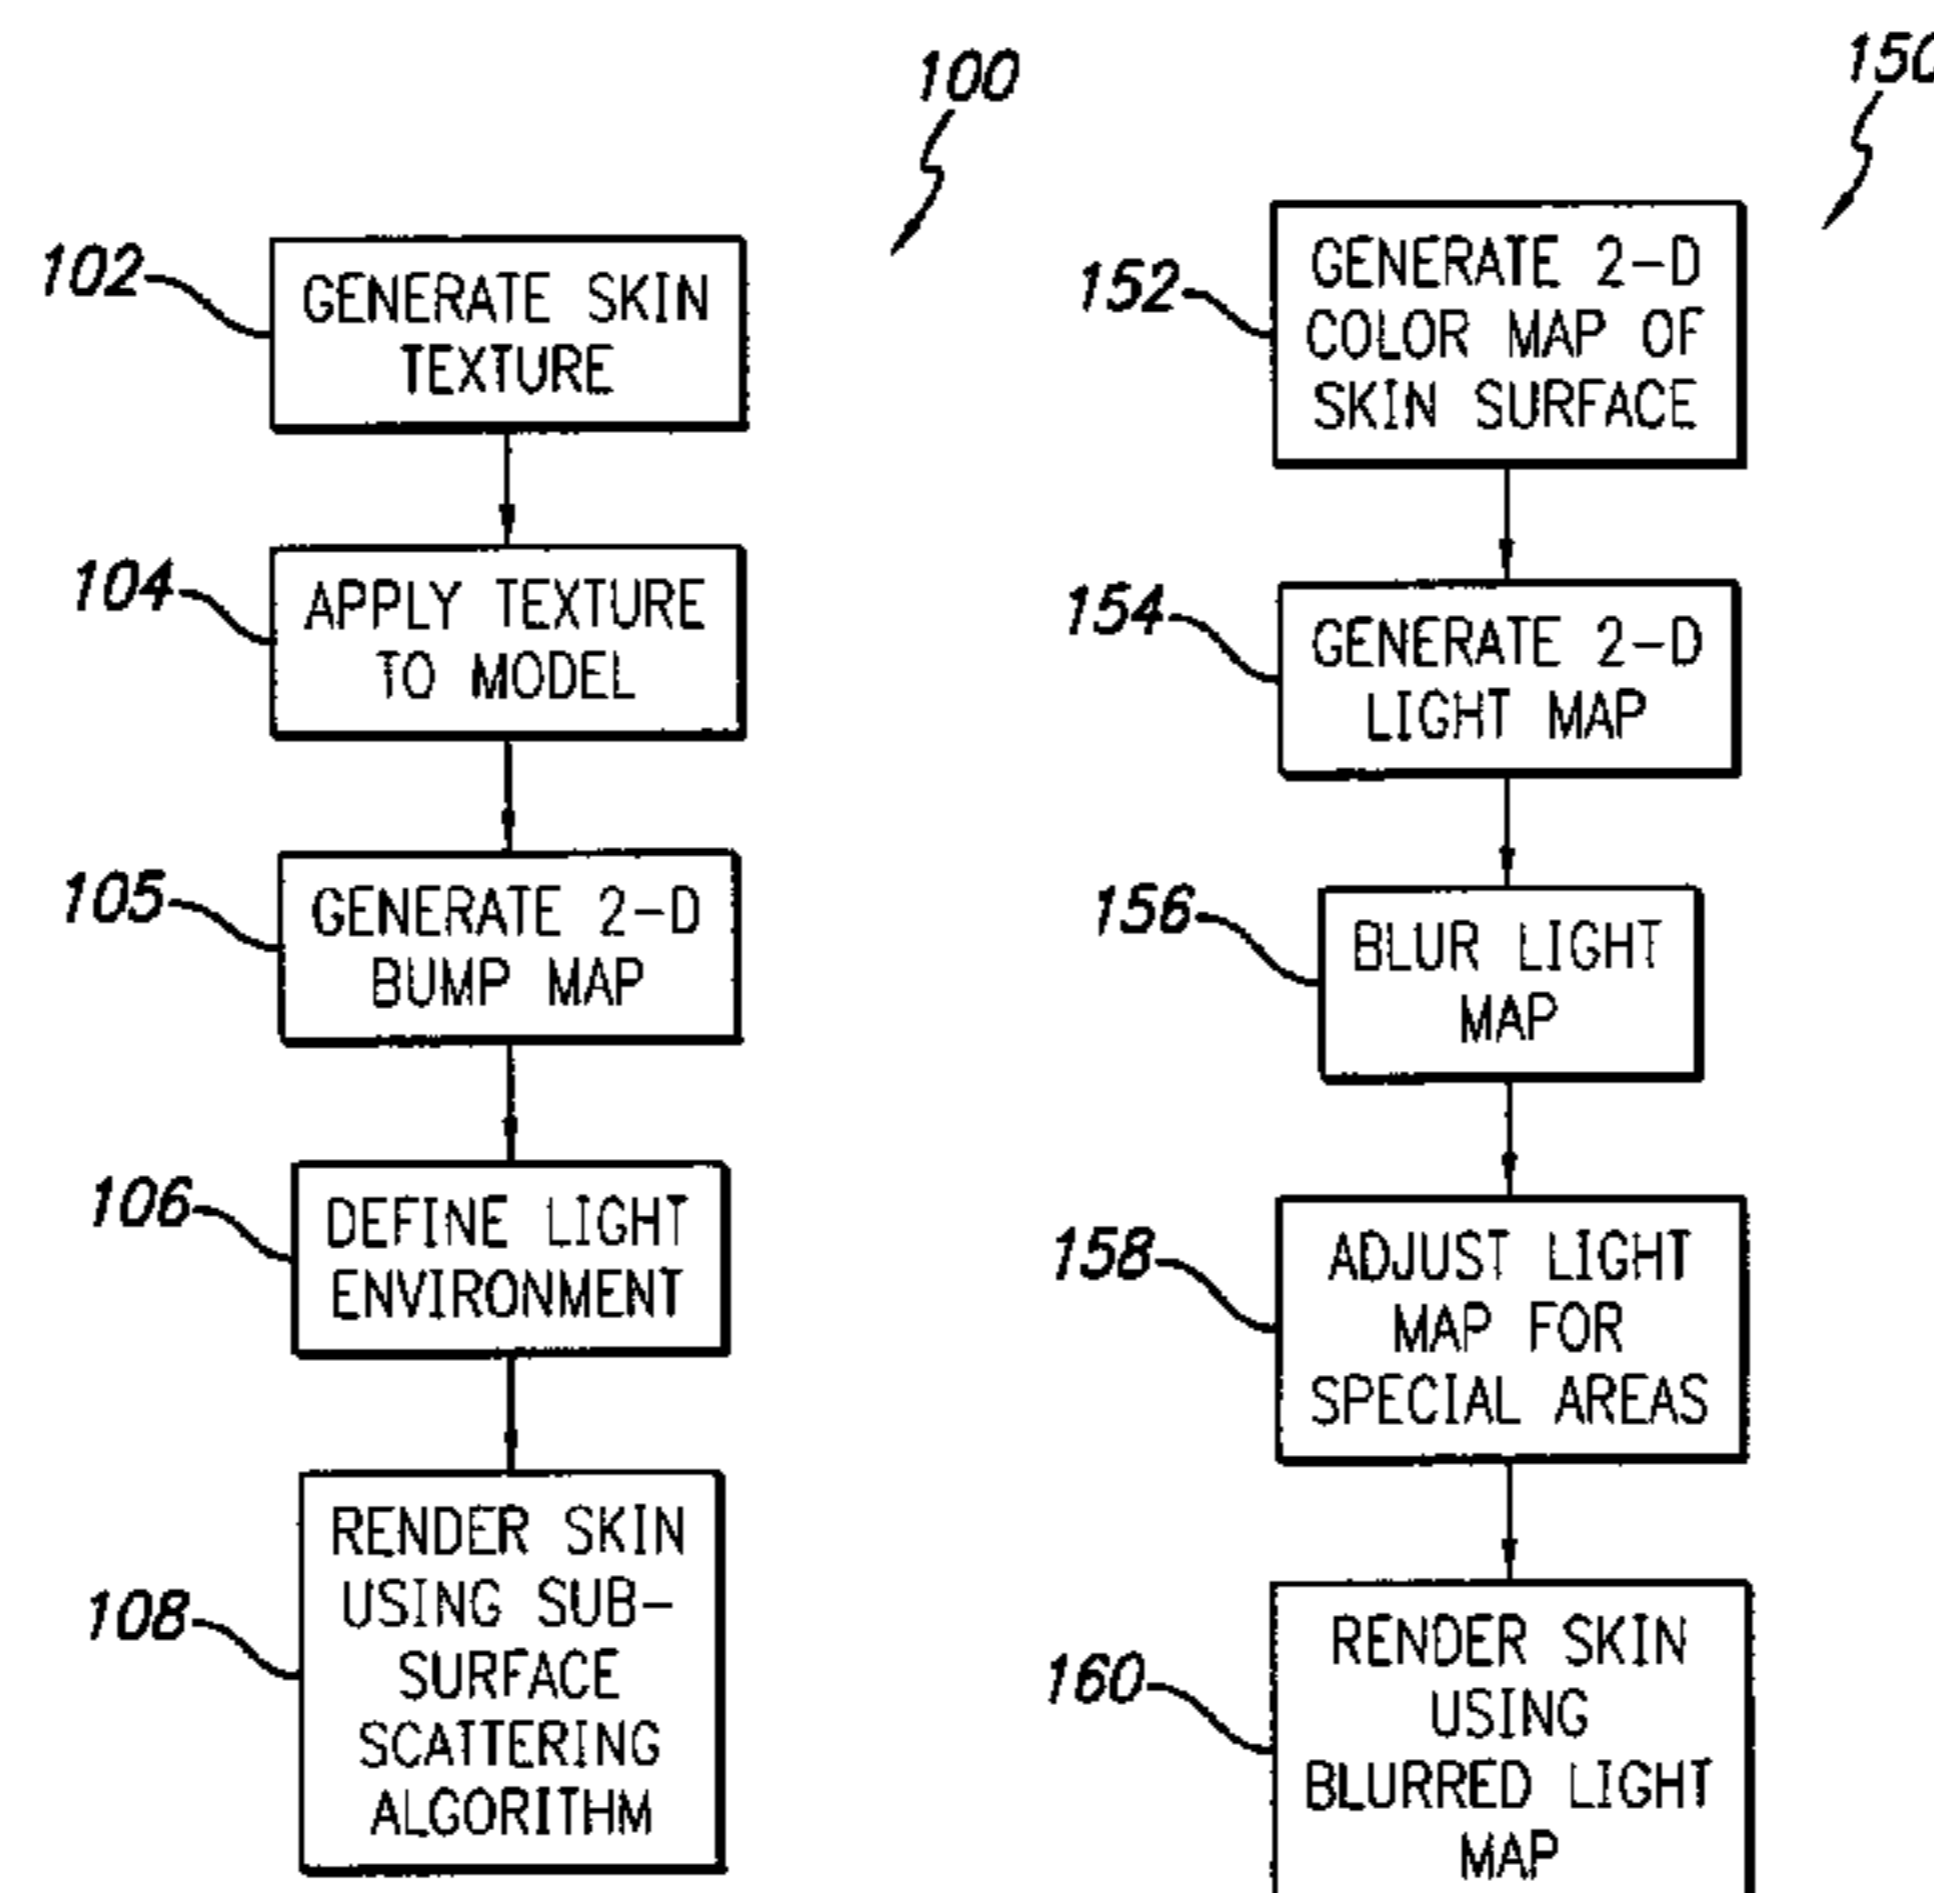 100
102
GENERATE SKIN
TEXTURE
104
APPLY TEXTURE
TO MODEL
105
GENERATE 2-D
BUMP MAP
106
DEFINE LIGHT
ENVIRONMENT
108
RENDER SKIN
USING SUB-
SURFACE
SCATTERING
ALGORITHM
150
152
GENERATE 2-D
COLOR MAP OF
SKIN SURFACE
154
GENERATE 2-D
LIGHT MAP
156
BLUR LIGHT
MAP
158
ADJUST LIGHT
MAP FOR
SPECIAL AREAS
160
RENDER SKIN
USING
BLURRED LIGHT
MAP